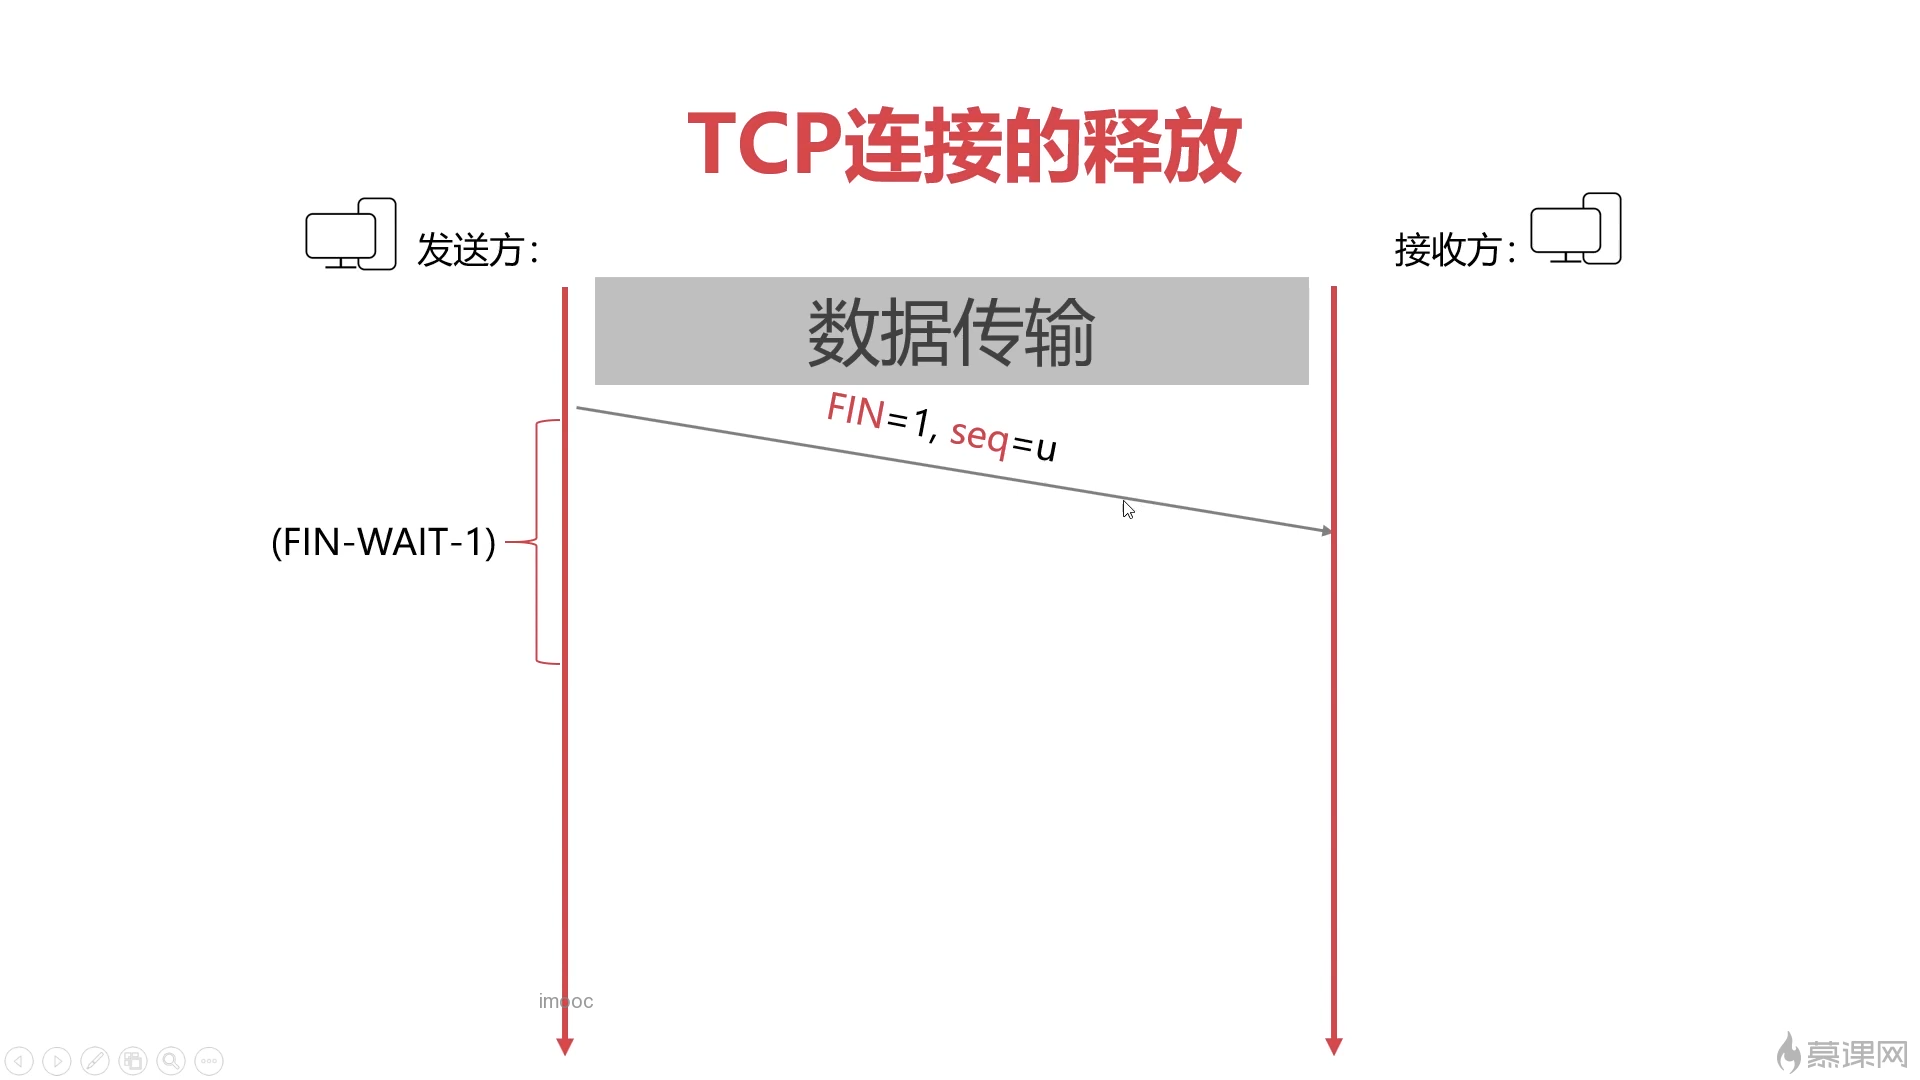 TCP连接的释放
发送方：
接收方：
数据传输
FIN=1, seq=u
(FIN-WAIT-1)
imooc
慕课网